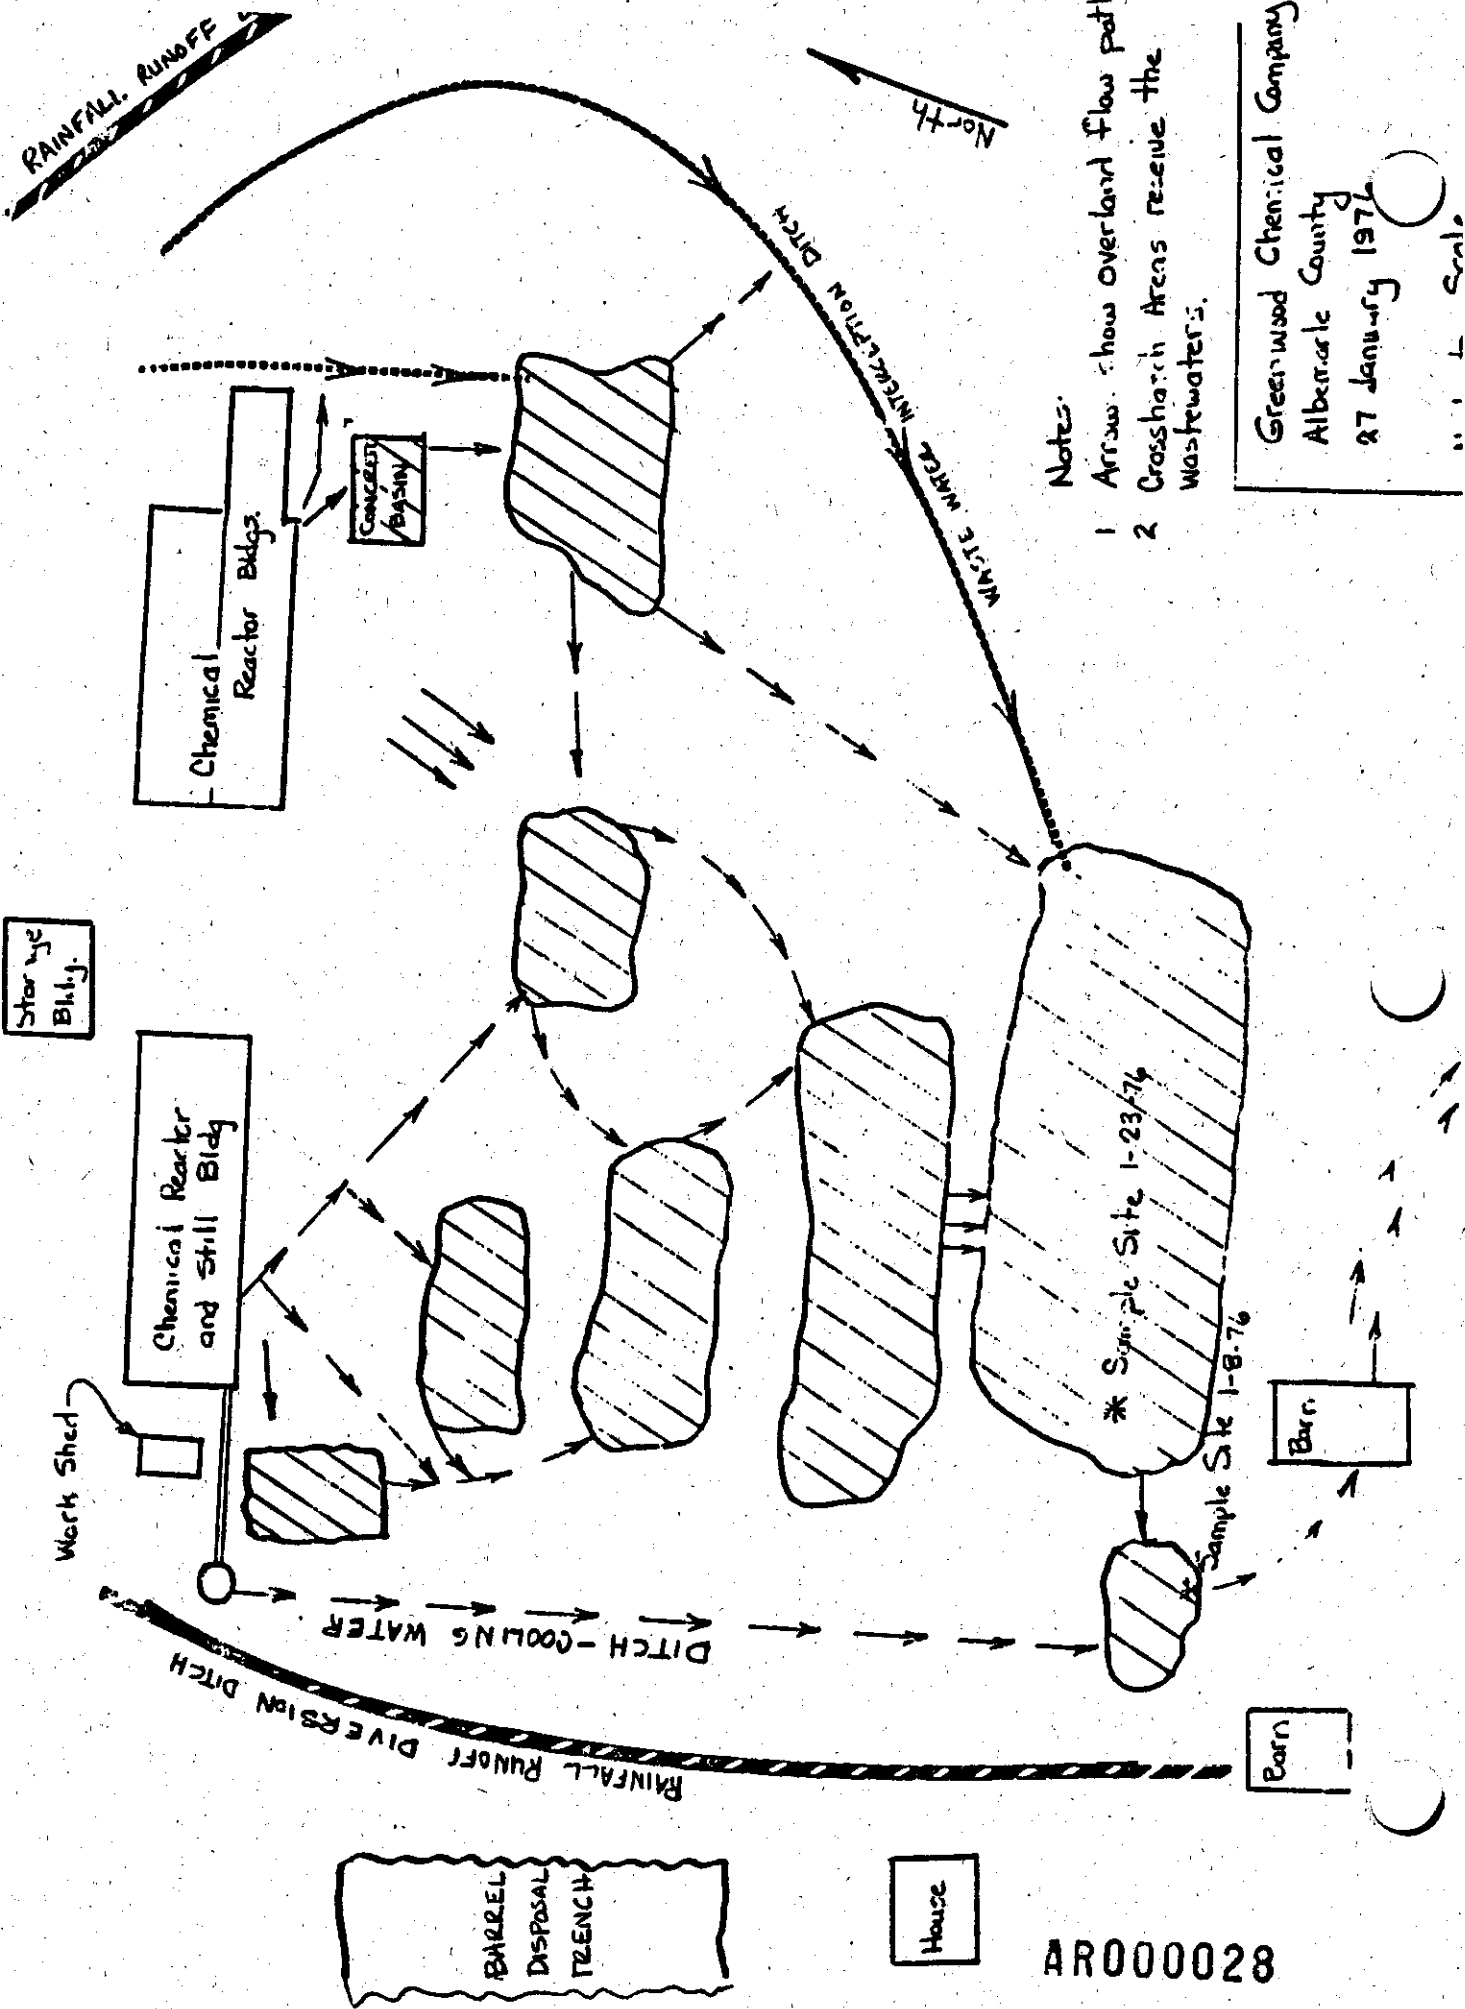 RAINFALL RUNOFF
North
Notes:
1 Arrows show overland flow
2 Crosshatch Areas receive the
Wastewaters.
Greenwood Chemical Company
Albemarle County
27 January 1976
Scale
WASTE WATER INTERCEPTION DITCH
Chemical
Reactor Bldgs.
CONCRETE
BASIN
Storage
Bldg.
Chemical Reactor
and Still Bldg
Work Shed
* Sample Site 1-23-76
* Sample Site 1-8-76
Barn
DITCH - COOLING WATER
RAINFALL RUNOFF DIVERSION DITCH
Barn
BARREL
DISPOSAL
TRENCH
House
AR000028